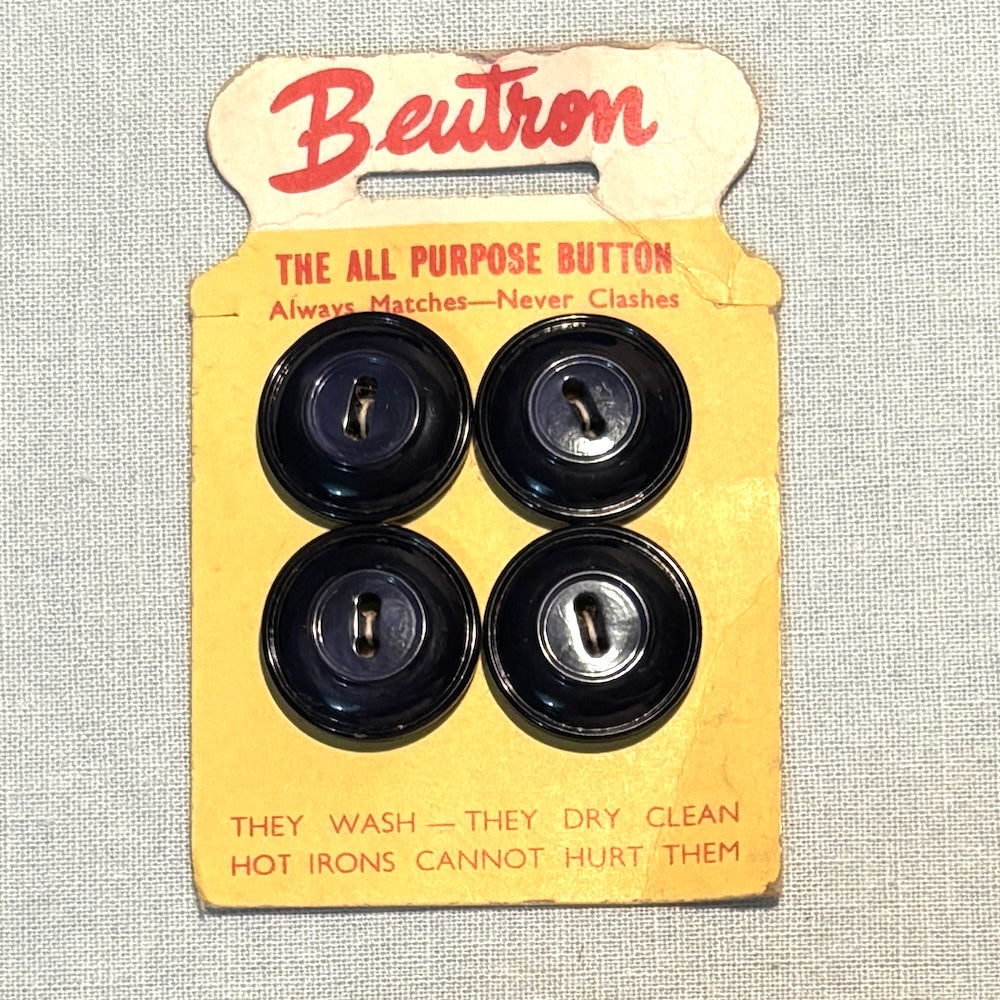 Beutron
THE ALL PURPOSE BUTTON
Always Matches—Never Clashes
THEY WASH — THEY DRY CLEAN
HOT IRONS CANNOT HURT THEM